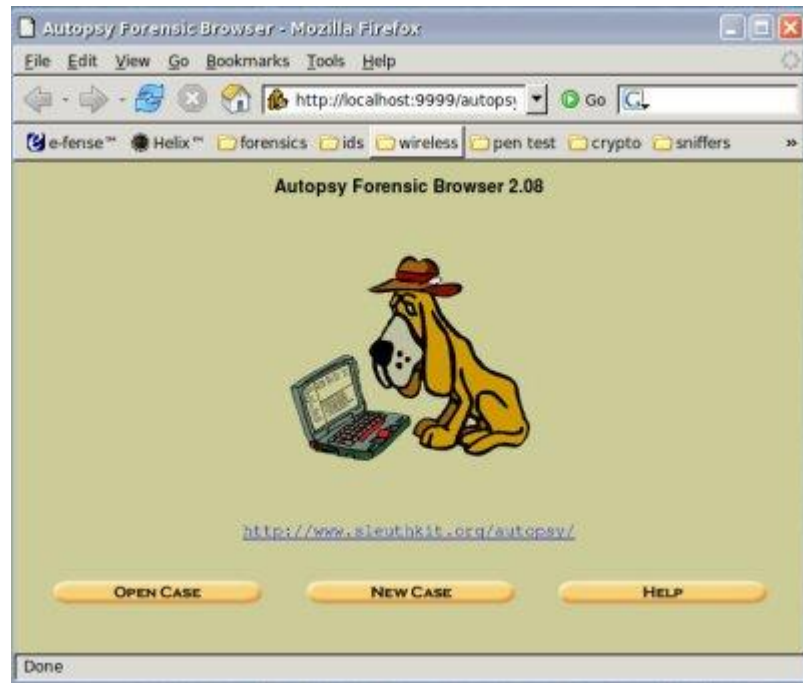 Autopsy Forensic Browser - Mozilla Firefox
File Edit View Go Bookmarks Tools Help
http://localhost:9999/autops Go
e-fense™ Helix™ forensics ids wireless pen test crypto sniffers »
Autopsy Forensic Browser 2.08
http://www.sleuthkit.org/autopsy/
OPEN CASE NEW CASE HELP
Done